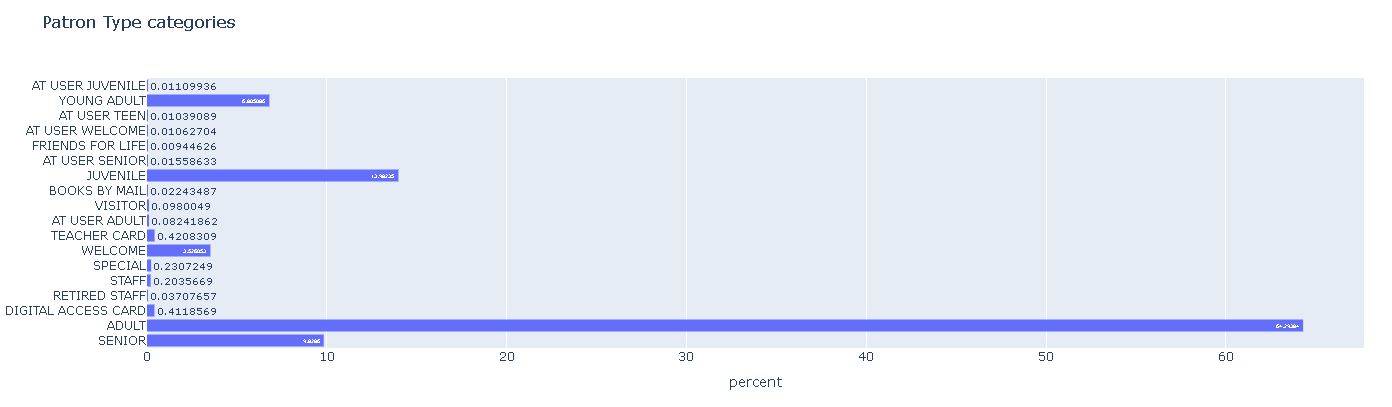 Patron Type categories
AT USER JUVENILE 0.01109936
YOUNG ADULT
AT USER TEEN 0.01039089
AT USER WELCOME 0.01062704
FRIENDS FOR LIFE 0.00944626
AT USER SENIOR 0.01558633
JUVENILE 13.98235
BOOKS BY MAIL 0.02243487
VISITOR 0.0980049
AT USER ADULT 0.08241862
TEACHER CARD 0.4208309
WELCOME
SPECIAL 0.2307249
STAFF 0.2035669
RETIRED STAFF 0.03707657
DIGITAL ACCESS CARD 0.4118569
ADULT
SENIOR
0 10 20 30 40 50 60
percent